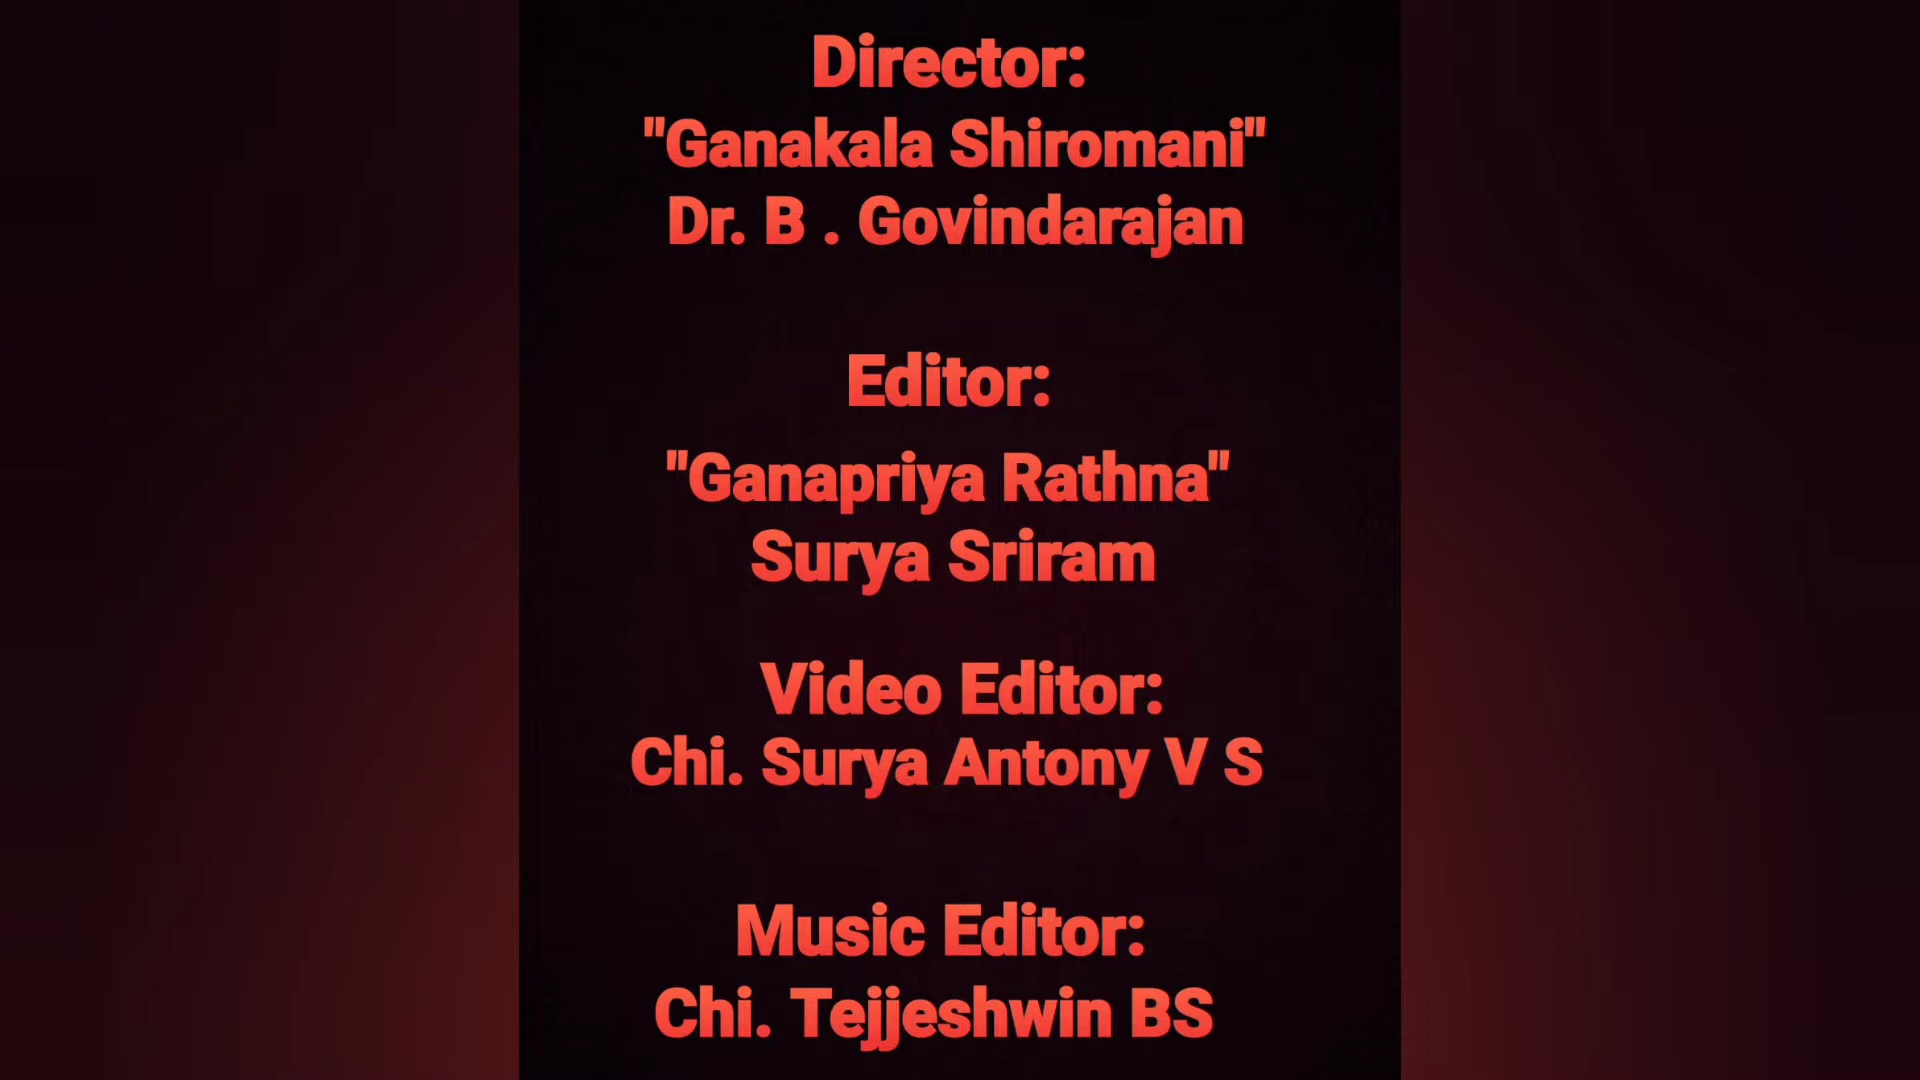 Director:
"Ganakala Shiromani"
Dr. B . Govindarajan
Editor:
"Ganapriya Rathna"
Surya Sriram
Video Editor:
Chi. Surya Antony V S
Music Editor:
Chi. Tejjeshwin BS